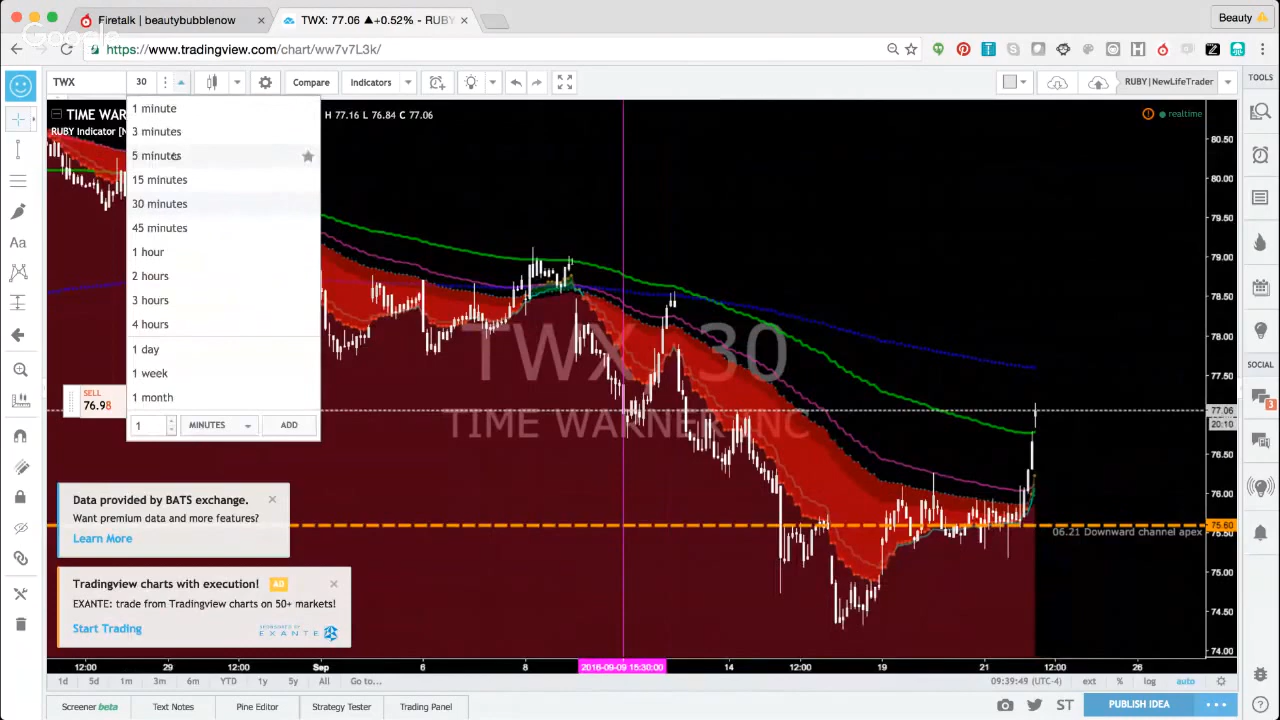 Firetalk | beautybubblenow
TWX: 77.06 ▲+0.52% - RUBY
Beauty
Google
https://www.tradingview.com/chart/ww7v7L3k/
TWX
30
Compare
Indicators
RUBY|NewLifeTrader
TOOLS
1 minute
3 minutes
5 minutes
15 minutes
30 minutes
45 minutes
1 hour
2 hours
3 hours
4 hours
1 day
1 week
1 month
1
MINUTES
ADD
TIME WAR
H 77.16 L 76.84 C 77.06
RUBY Indicator [N
realtime
80.50
80.00
79.50
79.00
78.50
78.00
77.50
77.06
20:10
76.50
76.00
75.60
75.50
75.00
74.50
74.00
TWX, 30
TIME WARNER INC
SELL
76.98
06.21 Downward channel apex
Data provided by BATS exchange.
Want premium data and more features?
Learn More
Tradingview charts with execution!
AD
EXANTE: trade from Tradingview charts on 50+ markets!
Start Trading
SPONSORED BY
EXANTE
12:00
29
12:00
Sep
6
8
2016-09-09 15:30:00
14
12:00
19
21
12:00
26
1d
5d
1m
3m
6m
YTD
1y
5y
All
Go to...
09:39:49 (UTC-4)
ext
%
log
auto
Screener beta
Text Notes
Pine Editor
Strategy Tester
Trading Panel
ST
PUBLISH IDEA
SOCIAL
3
Aa